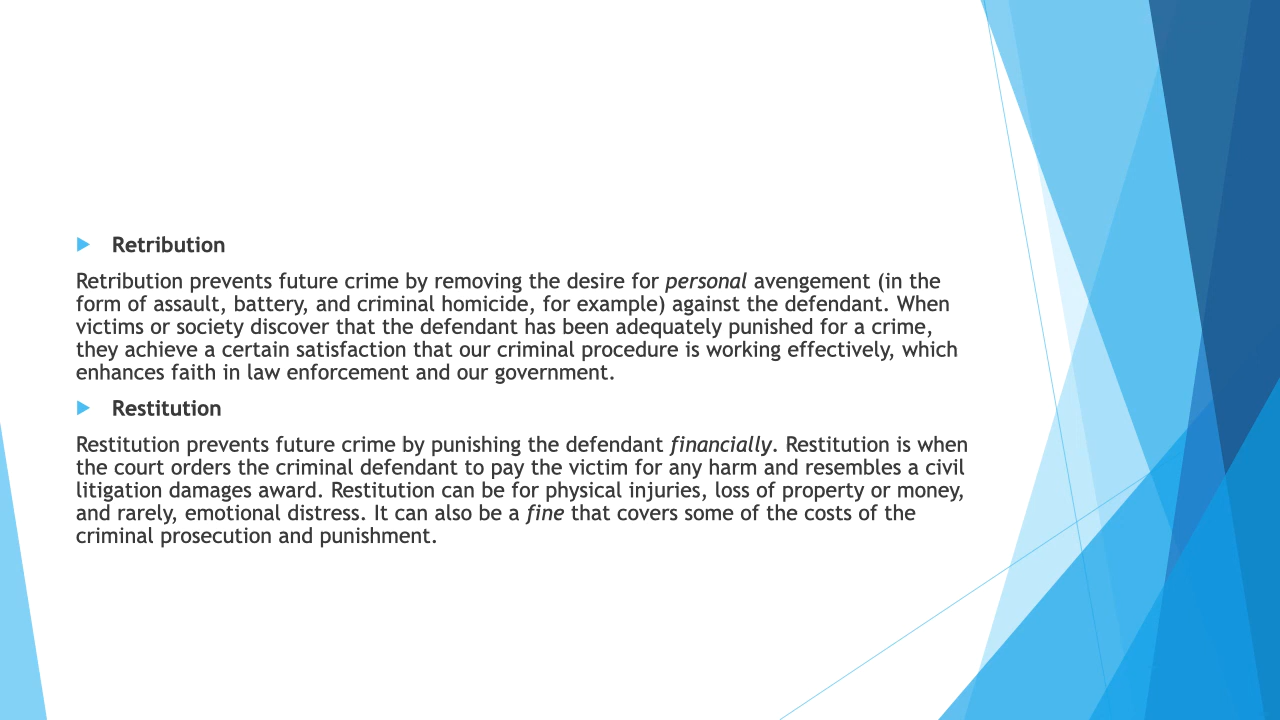 Retribution
Retribution prevents future crime by removing the desire for personal avengement (in the
form of assault, battery, and criminal homicide, for example) against the defendant. When
victims or society discover that the defendant has been adequately punished for a crime,
they achieve a certain satisfaction that our criminal procedure is working effectively, which
enhances faith in law enforcement and our government.
Restitution
Restitution prevents future crime by punishing the defendant financially. Restitution is when
the court orders the criminal defendant to pay the victim for any harm and resembles a civil
litigation damages award. Restitution can be for physical injuries, loss of property or money,
and rarely, emotional distress. It can also be a fine that covers some of the costs of the
criminal prosecution and punishment.